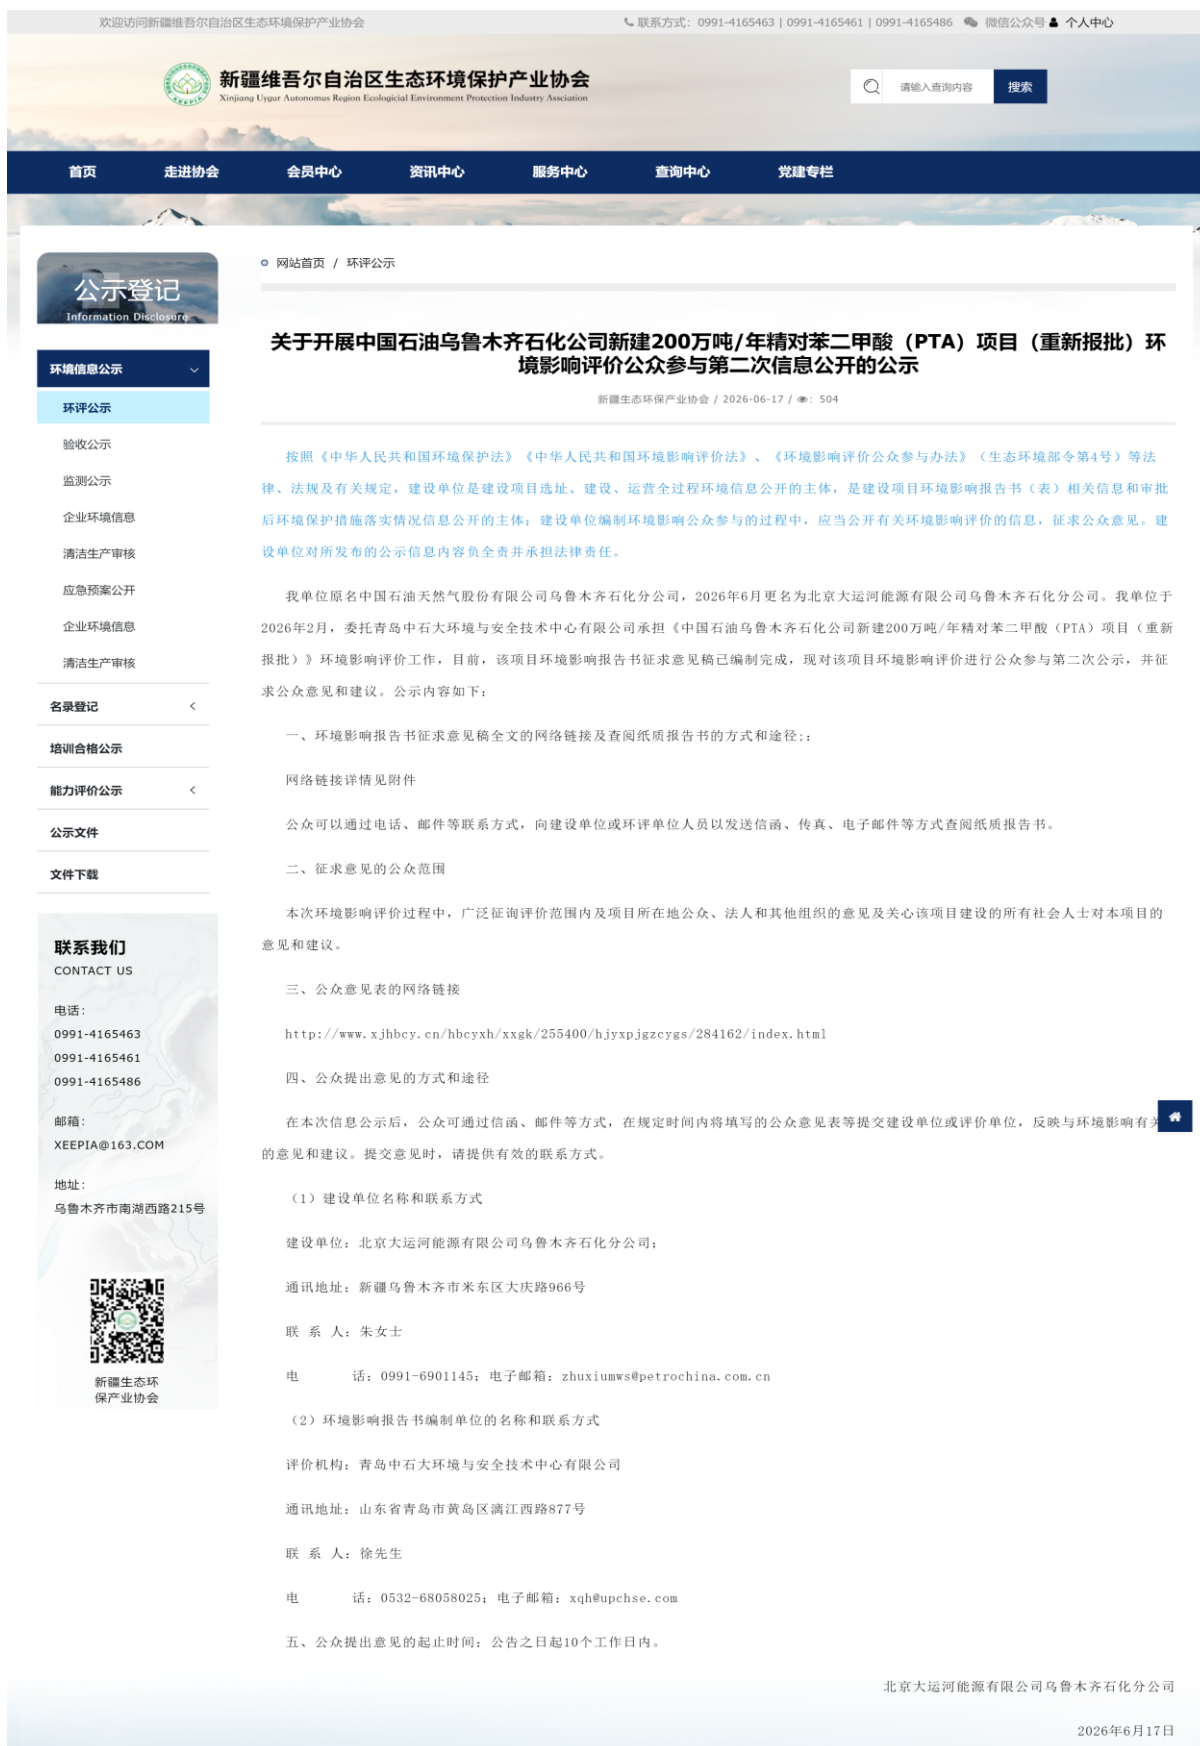 欢迎访问新疆维吾尔自治区生态环境保护产业协会
联系方式：0991-4165463 | 0991-4165461 | 0991-4165486 微信公众号 个人中心
新疆维吾尔自治区生态环境保护产业协会
Xinjiang Uygur Autonomous Region Ecologicial Environment Protection Industry Assciation
请输入查询内容 搜索
首页 走进协会 会员中心 资讯中心 服务中心 查询中心 党建专栏
公示登记
Information Disclosure
环境信息公示
环评公示
验收公示
监测公示
企业环境信息
清洁生产审核
应急预案公开
企业环境信息
清洁生产审核
名录登记
培训合格公示
能力评价公示
公示文件
文件下载
联系我们
CONTACT US
电话：
0991-4165463
0991-4165461
0991-4165486
邮箱：
XEEPIA@163.COM
地址：
乌鲁木齐市南湖西路215号
新疆生态环
保产业协会
网站首页 / 环评公示
关于开展中国石油乌鲁木齐石化公司新建200万吨/年精对苯二甲酸（PTA）项目（重新报批）环
境影响评价公众参与第二次信息公开的公示
新疆生态环保产业协会 / 2026-06-17 / : 504
按照《中华人民共和国环境保护法》《中华人民共和国环境影响评价法》、《环境影响评价公众参与办法》（生态环境部令第4号）等法
律、法规及有关规定，建设单位是建设项目选址、建设、运营全过程环境信息公开的主体，是建设项目环境影响报告书（表）相关信息和审批
后环境保护措施落实情况信息公开的主体；建设单位编制环境影响公众参与的过程中，应当公开有关环境影响评价的信息，征求公众意见。建
设单位对所发布的公示信息内容负全责并承担法律责任。
我单位原名中国石油天然气股份有限公司乌鲁木齐石化分公司，2026年6月更名为北京大运河能源有限公司乌鲁木齐石化分公司。我单位于
2026年2月，委托青岛中石大环境与安全技术中心有限公司承担《中国石油乌鲁木齐石化公司新建200万吨/年精对苯二甲酸（PTA）项目（重新
报批）》环境影响评价工作，目前，该项目环境影响报告书征求意见稿已编制完成，现对该项目环境影响评价进行公众参与第二次公示，并征
求公众意见和建议。公示内容如下：
一、环境影响报告书征求意见稿全文的网络链接及查阅纸质报告书的方式和途径;：
网络链接详情见附件
公众可以通过电话、邮件等联系方式，向建设单位或环评单位人员以发送信函、传真、电子邮件等方式查阅纸质报告书。
二、征求意见的公众范围
本次环境影响评价过程中，广泛征询评价范围内及项目所在地公众、法人和其他组织的意见及关心该项目建设的所有社会人士对本项目的
意见和建议。
三、公众意见表的网络链接
http://www.xjhbcy.cn/hbcyxh/xxgk/255400/hjyxpjgzcygs/284162/index.html
四、公众提出意见的方式和途径
在本次信息公示后，公众可通过信函、邮件等方式，在规定时间内将填写的公众意见表等提交建设单位或评价单位，反映与环境影响有关
的意见和建议。提交意见时，请提供有效的联系方式。
（1）建设单位名称和联系方式
建设单位：北京大运河能源有限公司乌鲁木齐石化分公司；
通讯地址：新疆乌鲁木齐市米东区大庆路966号
联 系 人：朱女士
电 话：0991-6901145；电子邮箱：zhuxiumws@petrochina.com.cn
（2）环境影响报告书编制单位的名称和联系方式
评价机构：青岛中石大环境与安全技术中心有限公司
通讯地址：山东省青岛市黄岛区漓江西路877号
联 系 人：徐先生
电 话：0532-68058025；电子邮箱：xqh@upchse.com
五、公众提出意见的起止时间：公告之日起10个工作日内。
北京大运河能源有限公司乌鲁木齐石化分公司
2026年6月17日